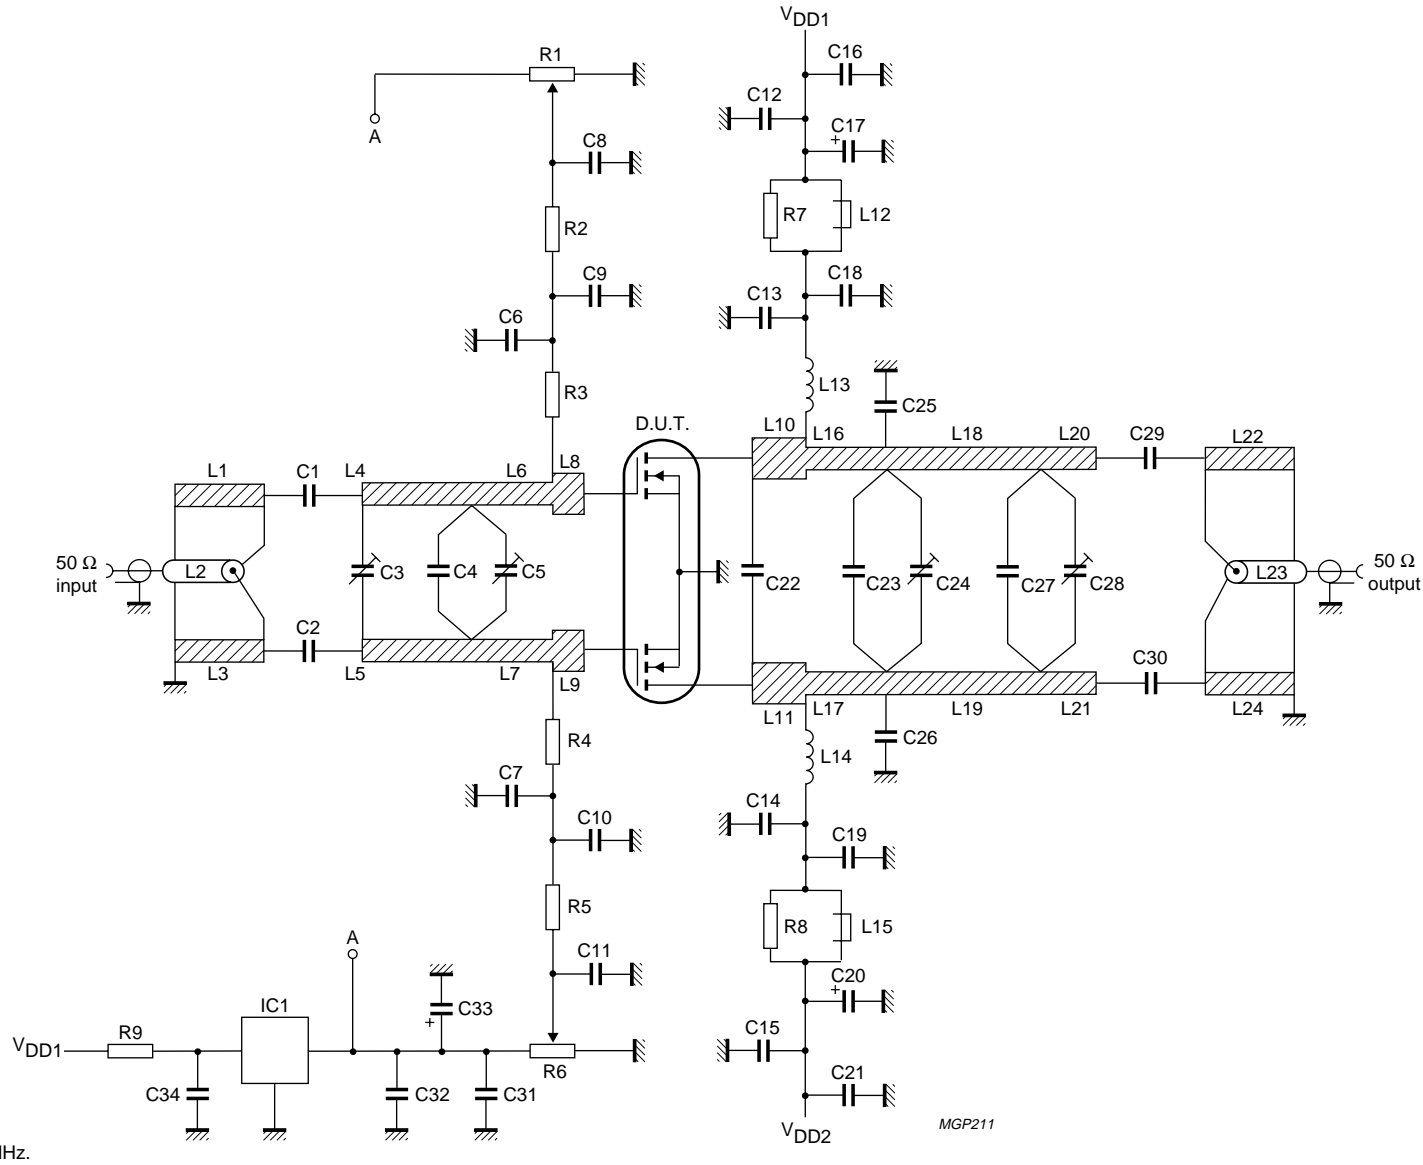 VDD1
R1
C16
C12
C17
+
A
C8
R7
L12
R2
C9
C18
C13
C6
L13
R3
C25
D.U.T.
L10
L16
L18
L20
C29
L22
L1
C1
L4
L6
L8
50 Ω
input
L2
C3
C4
C5
C22
C23
C24
C27
C28
L23
50 Ω
output
C2
L3
L5
L7
L9
C30
L11
L17
L19
L21
L24
R4
L14
C26
C7
C14
C10
C19
R5
R8
L15
A
C11
C20
+
IC1
C33
+
C15
VDD1
R9
R6
C34
C32
C31
C21
VDD2
MGP211
Hz.